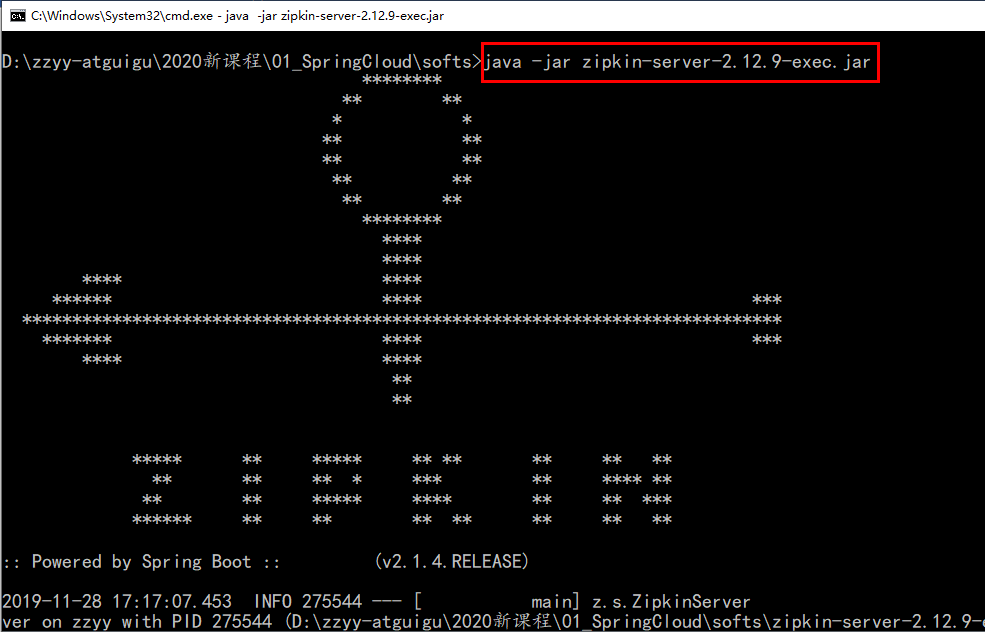 C:\Windows\System32\cmd.exe - java -jar zipkin-server-2.12.9-exec.jar
D:\zzyy-atguigu\2020新课程\01_SpringCloud\softs>java -jar zipkin-server-2.12.9-exec.jar
ZIPKIN
:: Powered by Spring Boot :: (v2.1.4.RELEASE)
2019-11-28 17:17:07.453 INFO 275544 --- [ main] z.s.ZipkinServer
ver on zzyy with PID 275544 (D:\zzyy-atguigu\2020新课程\01_SpringCloud\softs\zipkin-server-2.12.9-